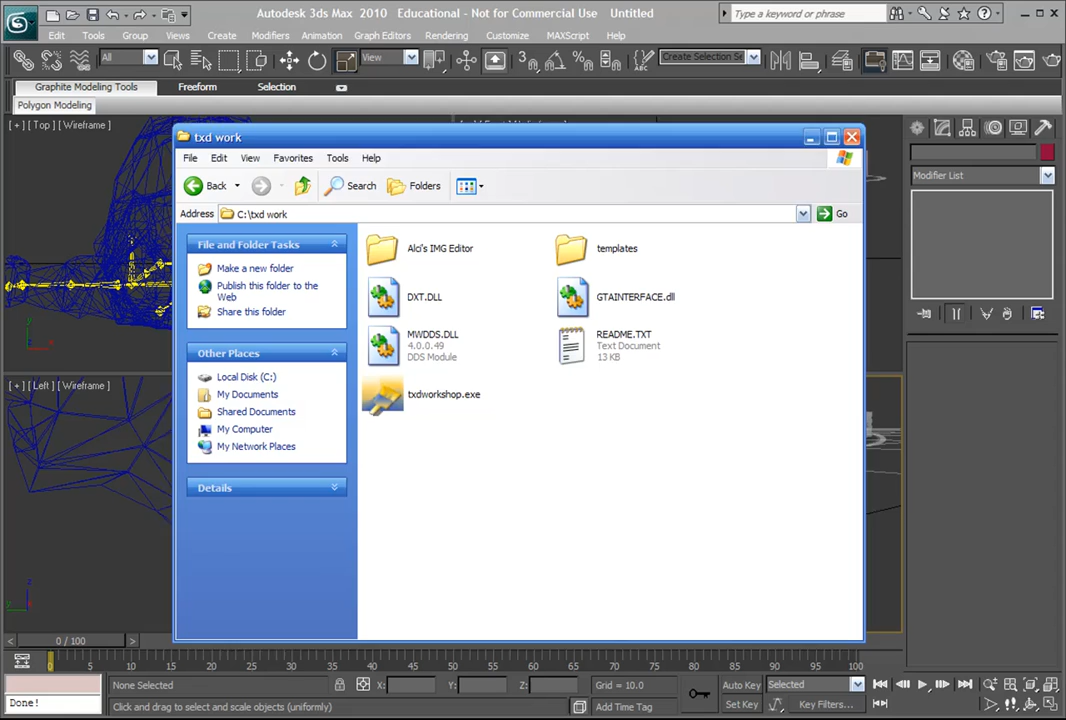 Autodesk 3ds Max 2010 Educational - Not for Commercial Use Untitled
Type a keyword or phrase
Edit Tools Group Views Create Modifiers Animation Graph Editors Rendering Customize MAXScript Help
All View Create Selection Se
Graphite Modeling Tools Freeform Selection
Polygon Modeling
[ + ] [ Top ] [ Wireframe ]
txd work
File Edit View Favorites Tools Help
Modifier List
Back Search Folders
Address C:\txd work Go
File and Folder Tasks
Make a new folder
Publish this folder to the
Web
Share this folder
Other Places
Local Disk (C:)
My Documents
Shared Documents
My Computer
My Network Places
Details
Alci's IMG Editor
templates
DXT.DLL
GTAINTERFACE.dll
MWDDS.DLL
4.0.0.49
DDS Module
README.TXT
Text Document
13 KB
txdworkshop.exe
[ + ] [ Left ] [ Wireframe ]
0 / 100
0 5 10 15 20 25 30 35 40 45 50 55 60 65 70 75 80 85 90 95 100
None Selected X: Y: Z: Grid = 10.0 Auto Key Selected
Done! Click and drag to select and scale objects (uniformly) Add Time Tag Set Key Key Filters...